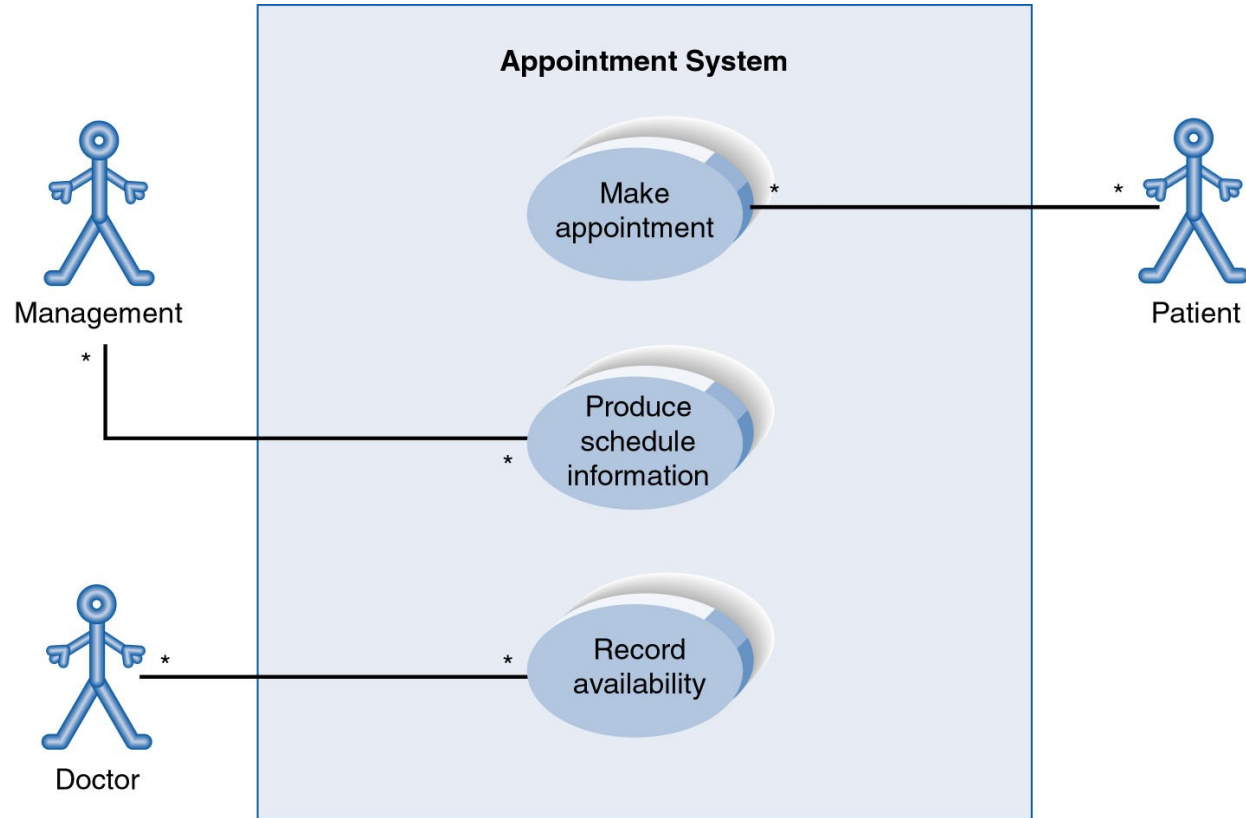 Appointment System
Make
appointment
*
*
Management
Patient
*
Produce
schedule
information
*
Record
availability
*
*
Doctor